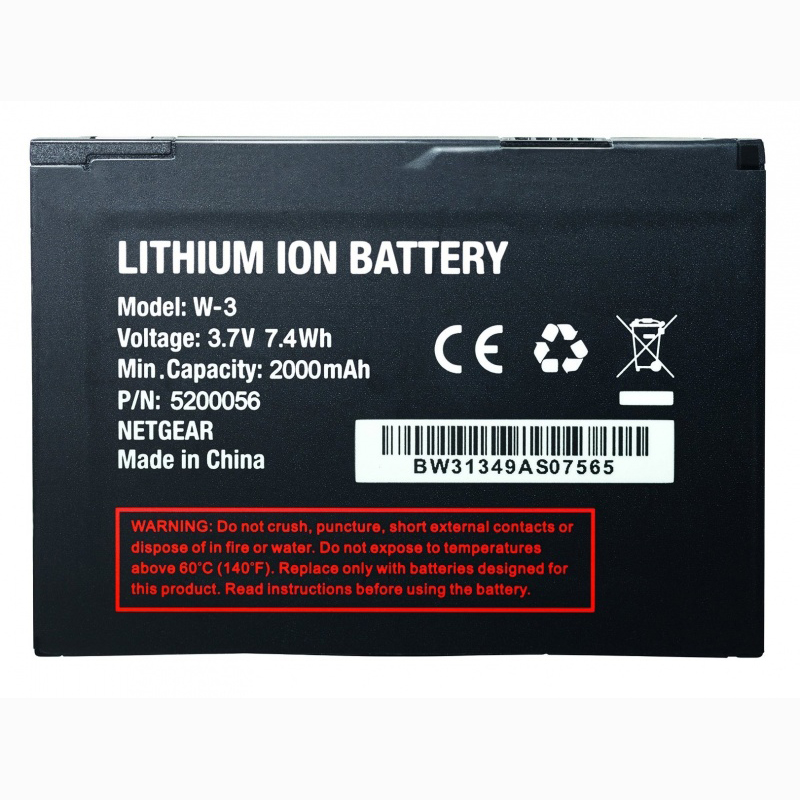 LITHIUM ION BATTERY
Model: W-3
Voltage: 3.7V 7.4Wh
Min.Capacity: 2000mAh
P/N: 5200056
NETGEAR
Made in China
CE
BW31349AS07565
WARNING: Do not crush, puncture, short external contacts or
dispose of in fire or water. Do not expose to temperatures
above 60°C (140°F). Replace only with batteries designed for
this product. Read instructions before using the battery.